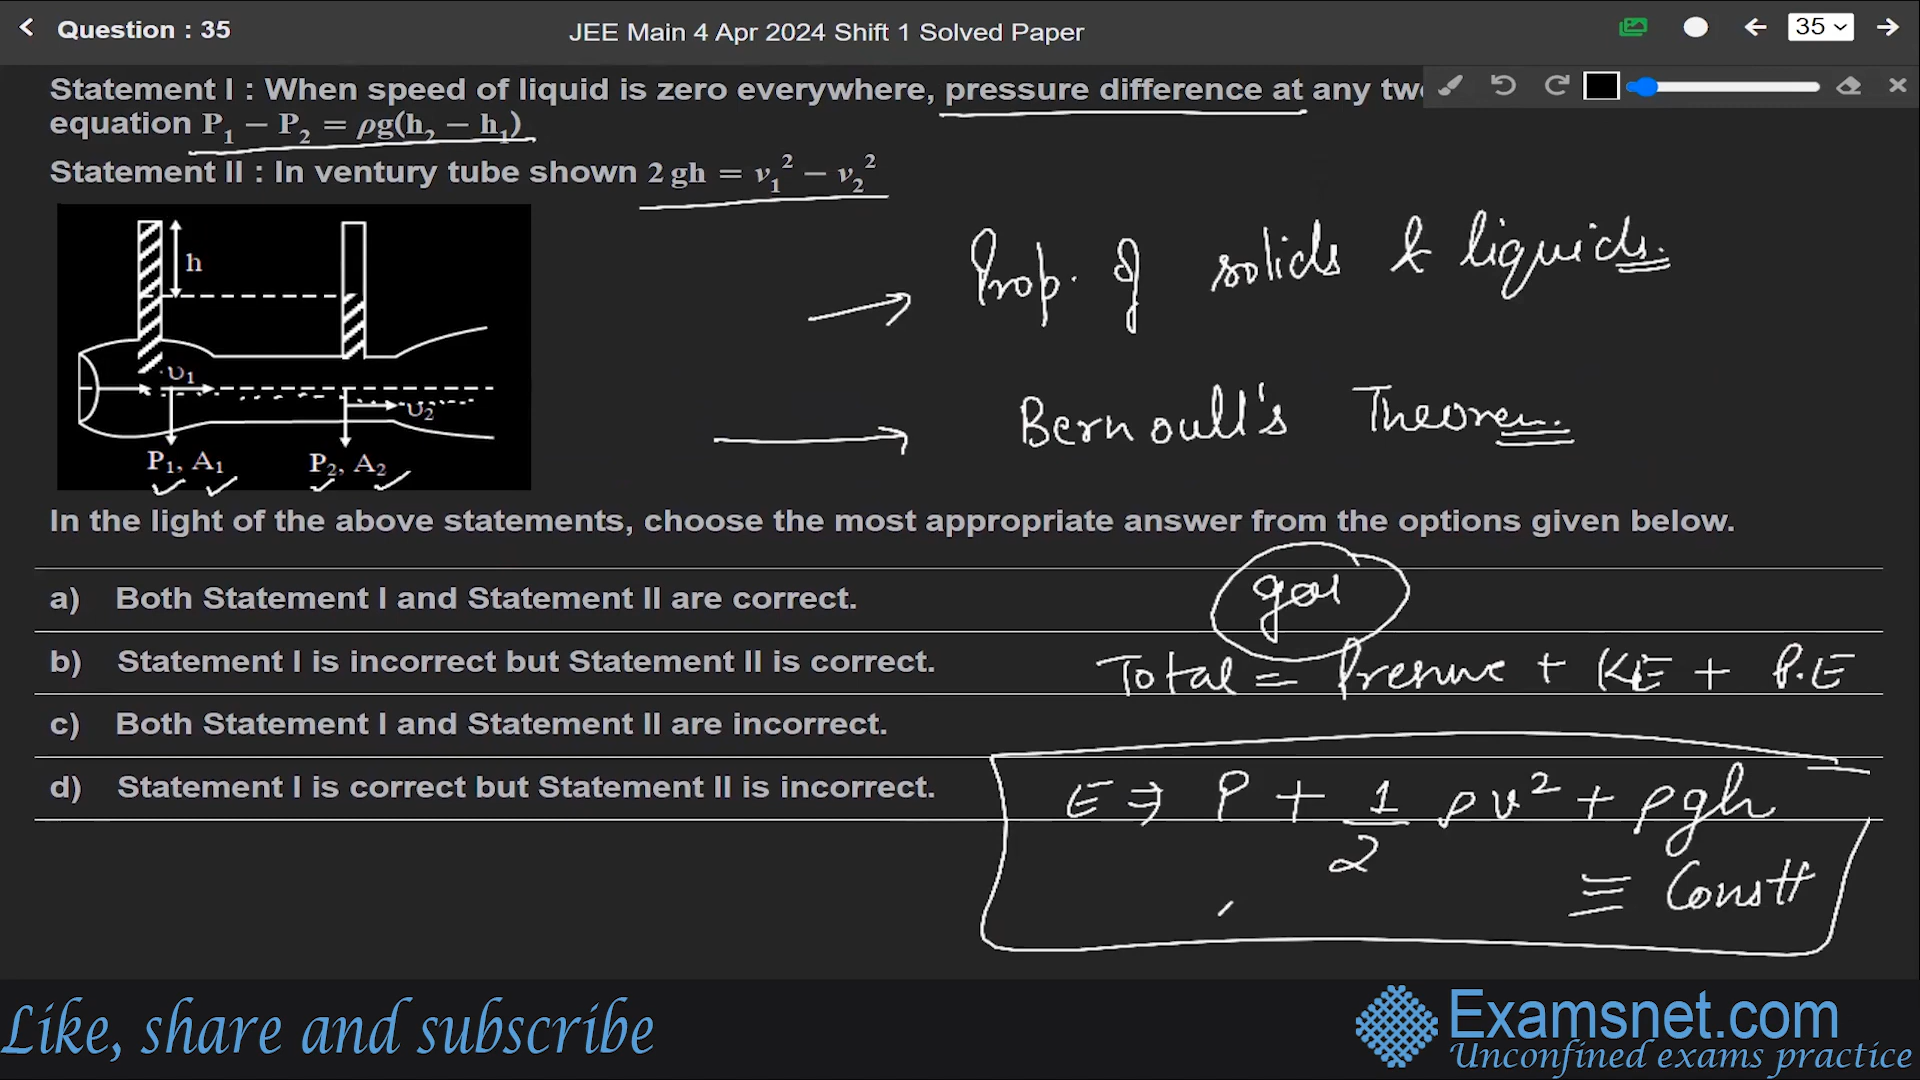 Question : 35
JEE Main 4 Apr 2024 Shift 1 Solved Paper
35
Statement I : When speed of liquid is zero everywhere, pressure difference at any
equation P₁ − P₂ = ρg(h₂ − h₁)
Statement II : In ventury tube shown 2 gh = v₁² − v₂²
h
υ₁
υ₂
P₁, A₁
P₂, A₂
Prop. of solids & liquids.
Bernoull's Theorem.
In the light of the above statements, choose the most appropriate answer from the options given below.
a) Both Statement I and Statement II are correct.
b) Statement I is incorrect but Statement II is correct.
c) Both Statement I and Statement II are incorrect.
d) Statement I is correct but Statement II is incorrect.
Total = Pressure + KE + P.E
E ⇒ P + 1/2 ρv² + ρgh
≡ Constt
Like, share and subscribe
Examsnet.com
Unconfined exams practice